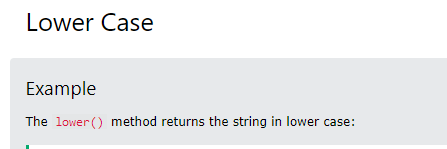 Lower Case
Example
The lower() method returns the string in lower case: